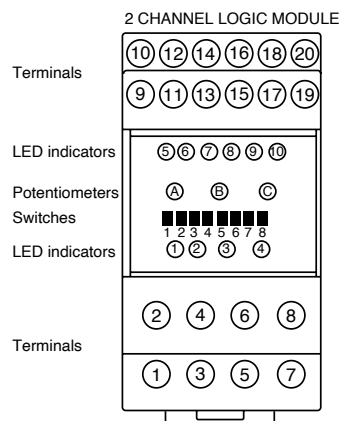 2 CHANNEL LOGIC MODULE
10 12 14 16 18 20
Terminals
9 11 13 15 17 19
LED indicators 5 6 7 8 9 10
Potentiometers A B C
Switches
1 2 3 4 5 6 7 8
LED indicators 1 2 3 4
2 4 6 8
Terminals
1 3 5 7